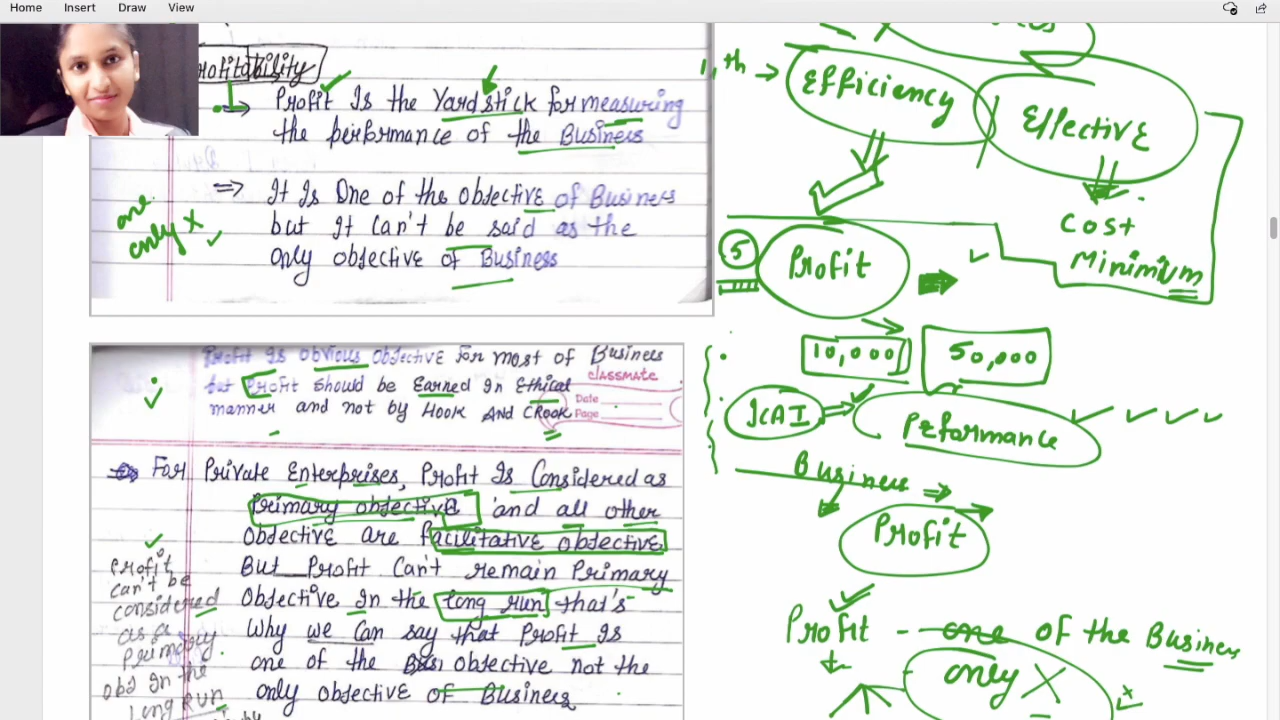 Home Insert Draw View
Profitability
Profit Is the Yardstick for measuring
the performance of the Business
It Is One of the Objective of Business
but It Can't be said as the
only objective of Business
one
only X
Profit Is Obvious Objective for most of Business
but Profit should be Earned In Ethical
manner and not by Hook And CRook
classmate
Date
Page
For Private Enterprises, Profit Is Considered as
Primary objective and all other
Objective are facilitative objective
But Profit Can't remain Primary
Objective In the long run that's
Why we Can say that Profit Is
one of the objective not the
only objective of Business
Profit
can't be
considered
as a
primary
obj In the
Long Run
Efficiency
Effective
Cost
Minimum
5
Profit
10,000
50,000
ICAI
Peformance
Business
Profit
Profit - one of the Business
only X